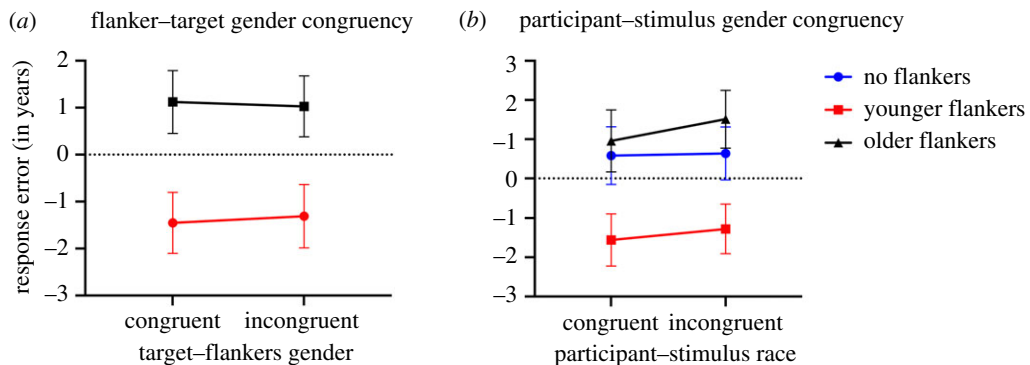 (a) flanker–target gender congruency
response error (in years)
2
1
0
−1
−2
−3
congruent incongruent
target–flankers gender
(b) participant–stimulus gender congruency
3
2
−1
0
−1
−2
−3
congruent incongruent
participant–stimulus race
no flankers
younger flankers
older flankers